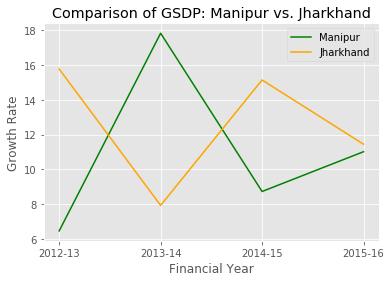 Comparison of GSDP: Manipur vs. Jharkhand
Manipur
Jharkhand
Growth Rate
18
16
14
12
10
8
6
2012-13
2013-14
2014-15
2015-16
Financial Year